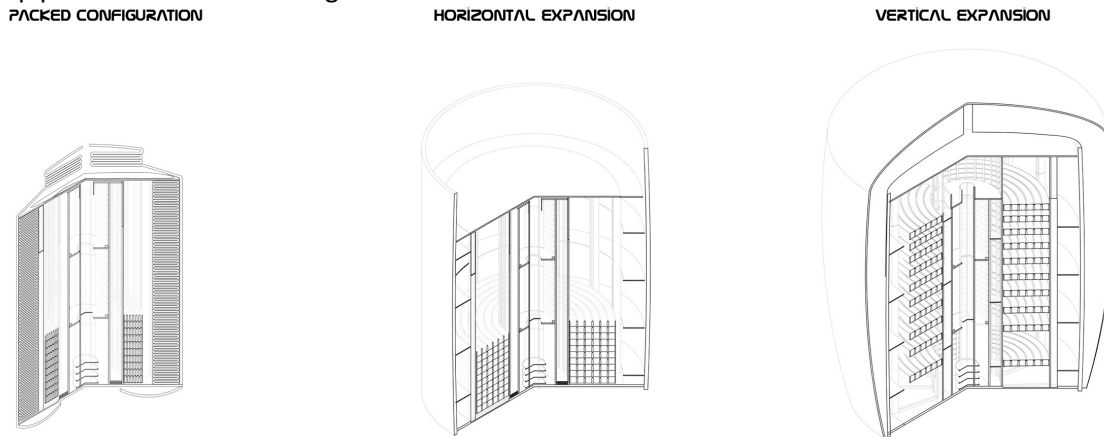 PACKED CONFIGURATION
HORIZONTAL EXPANSION
VERTICAL EXPANSION